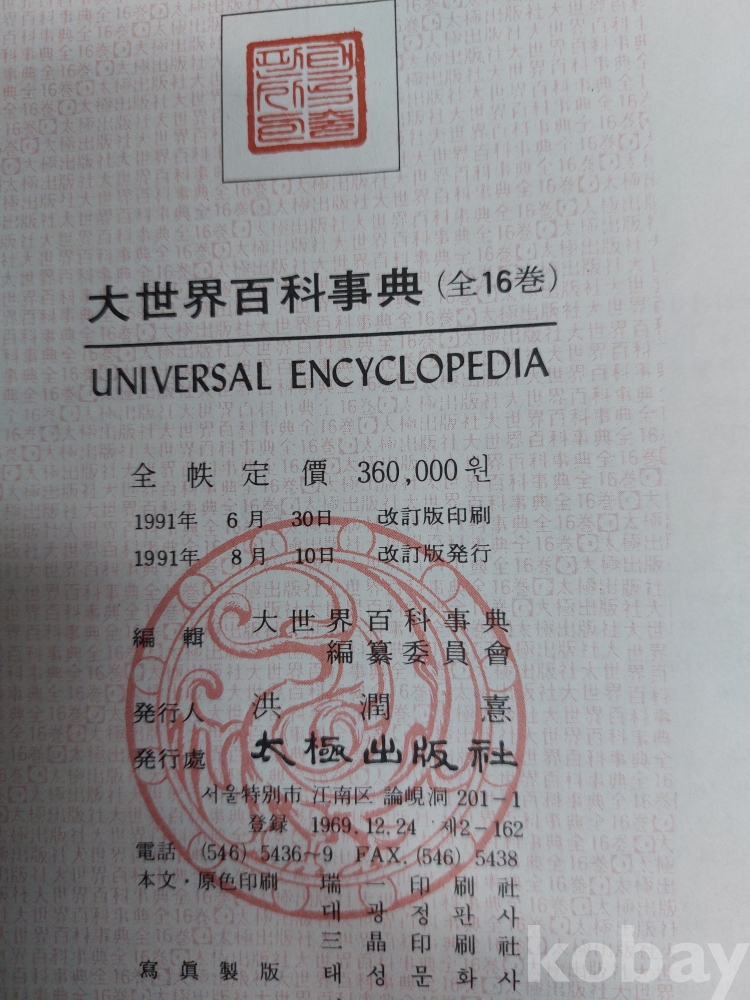 大世界百科事典 (全16巻)
UNIVERSAL ENCYCLOPEDIA
全 帙 定 價 360,000원
1991年 6月 30日 改訂版印刷
1991年 8月 10日 改訂版発行
編 輯 大世界百科事典
編纂委員會
発行人 洪 潤 憙
発行處 太極出版社
서울特別市 江南区 論峴洞 201-1
登録 1969.12.24 제2-162
電話 (546) 5436~9 FAX. (546) 5438
本文·原色印刷 瑞一印刷社
대광정판사
三晶印刷社
寫眞製版 태성문화사
kobay